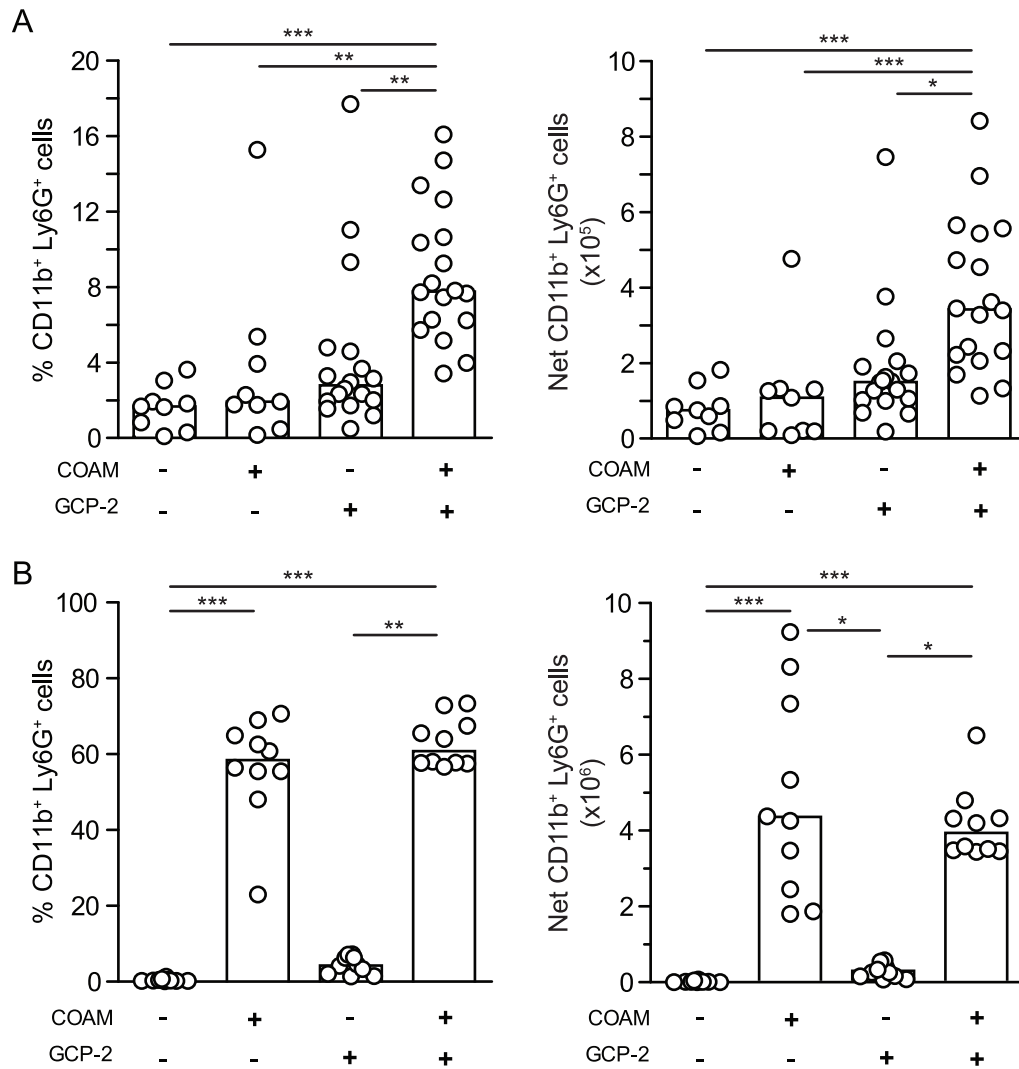 A
% CD11b⁺ Ly6G⁺ cells
20
16
12
8
4
0
***
**
**
COAM - + - +
GCP-2 - - + +
Net CD11b⁺ Ly6G⁺ cells
(x10⁵)
10
8
6
4
2
0
***
***
*
COAM - + - +
GCP-2 - - + +
B
% CD11b⁺ Ly6G⁺ cells
100
80
60
40
20
0
***
***
**
COAM - + - +
GCP-2 - - + +
Net CD11b⁺ Ly6G⁺ cells
(x10⁶)
10
8
6
4
2
0
***
***
*
*
COAM - + - +
GCP-2 - - + +